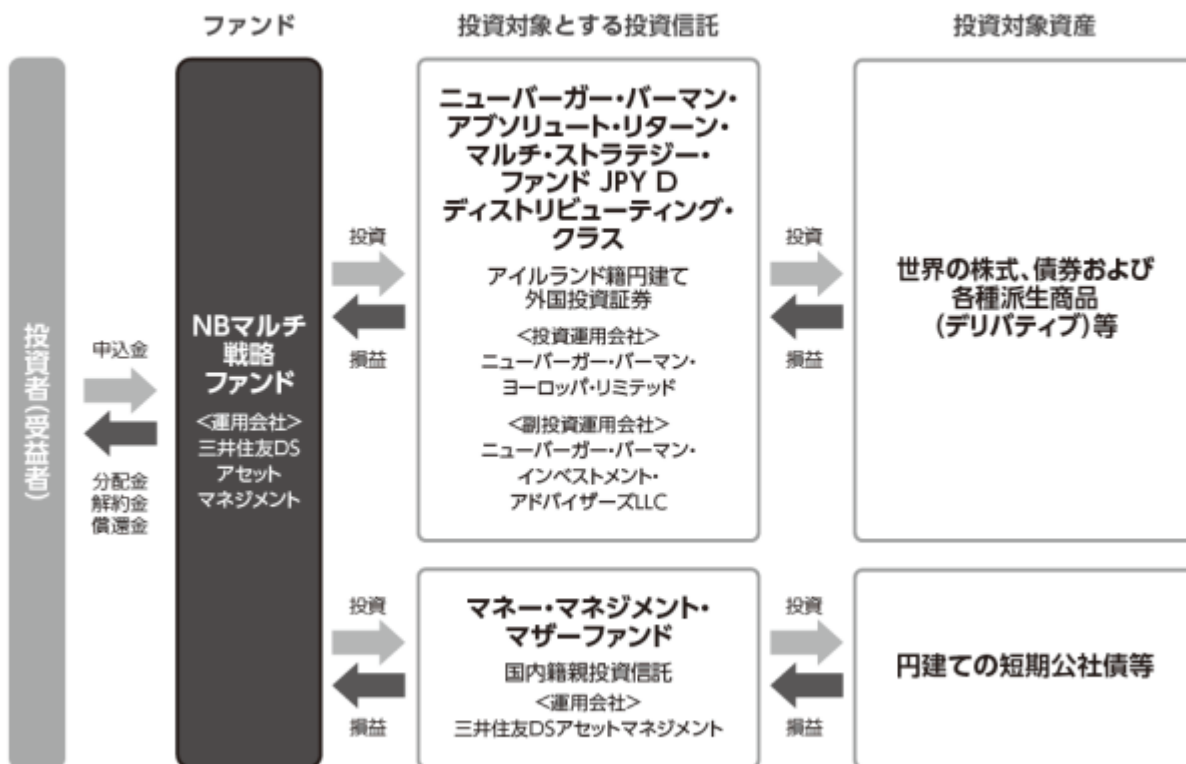 ファンド
投資対象とする投資信託
投資対象資産
投資者(受益者)
申込金
分配金
解約金
償還金
NBマルチ
戦略
ファンド
<運用会社>
三井住友DS
アセット
マネジメント
投資
損益
ニューバーガー・バーマン・
アブソリュート・リターン・
マルチ・ストラテジー・
ファンド JPY D
ディストリビューティング・
クラス
アイルランド籍円建て
外国投資証券
<投資運用会社>
ニューバーガー・バーマン・
ヨーロッパ・リミテッド
<副投資運用会社>
ニューバーガー・バーマン・
インベストメント・
アドバイザーズLLC
投資
損益
世界の株式、債券および
各種派生商品
(デリバティブ)等
投資
損益
マネー・マネジメント・
マザーファンド
国内籍親投資信託
<運用会社>
三井住友DSアセットマネジメント
投資
損益
円建ての短期公社債等